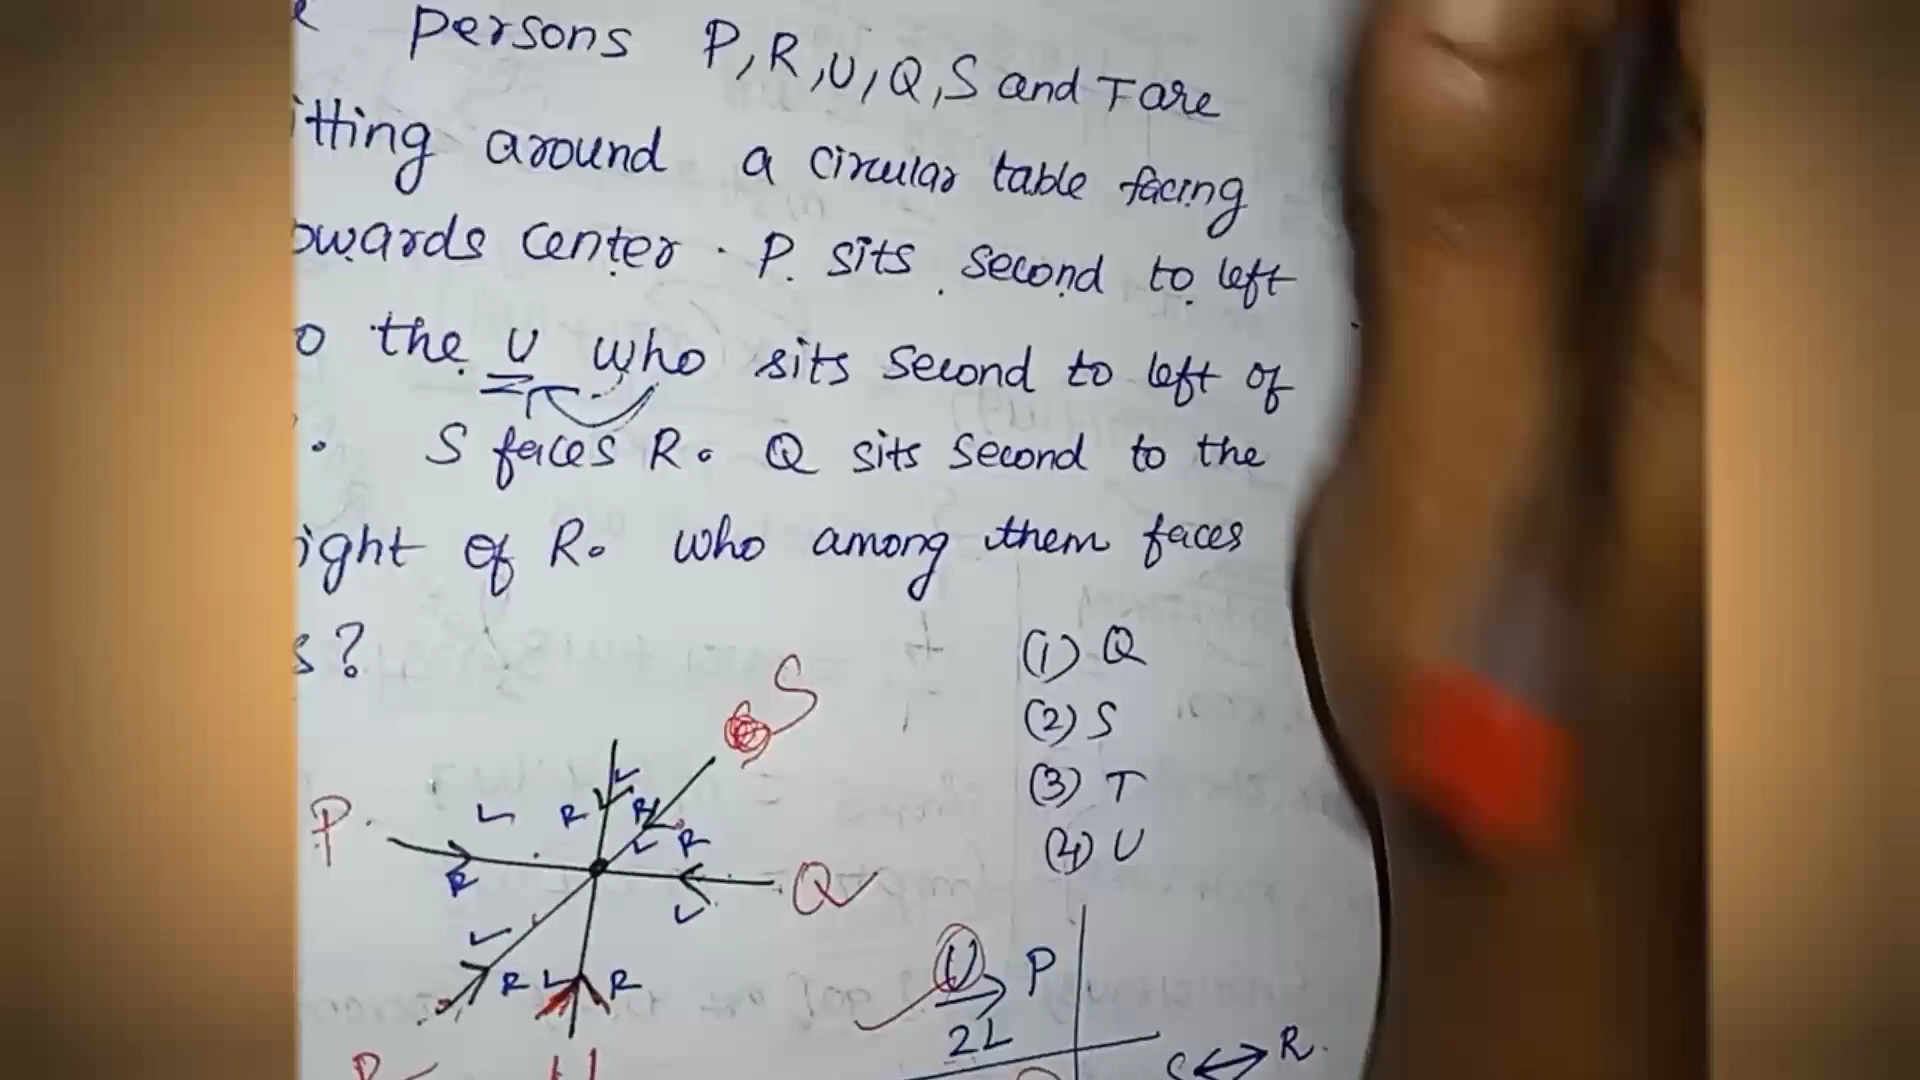 persons P, R, U, Q, S and T are
itting around a circular table facing
owards center. P. sits second to left
o the U who sits second to left of
. S faces R. Q sits second to the
ight of R. who among them faces
s?
(1) Q
(2) S
(3) T
(4) U
S
P
L R L R
R L R
Q
L
L
R L R
U P
2L
S ↔ R.